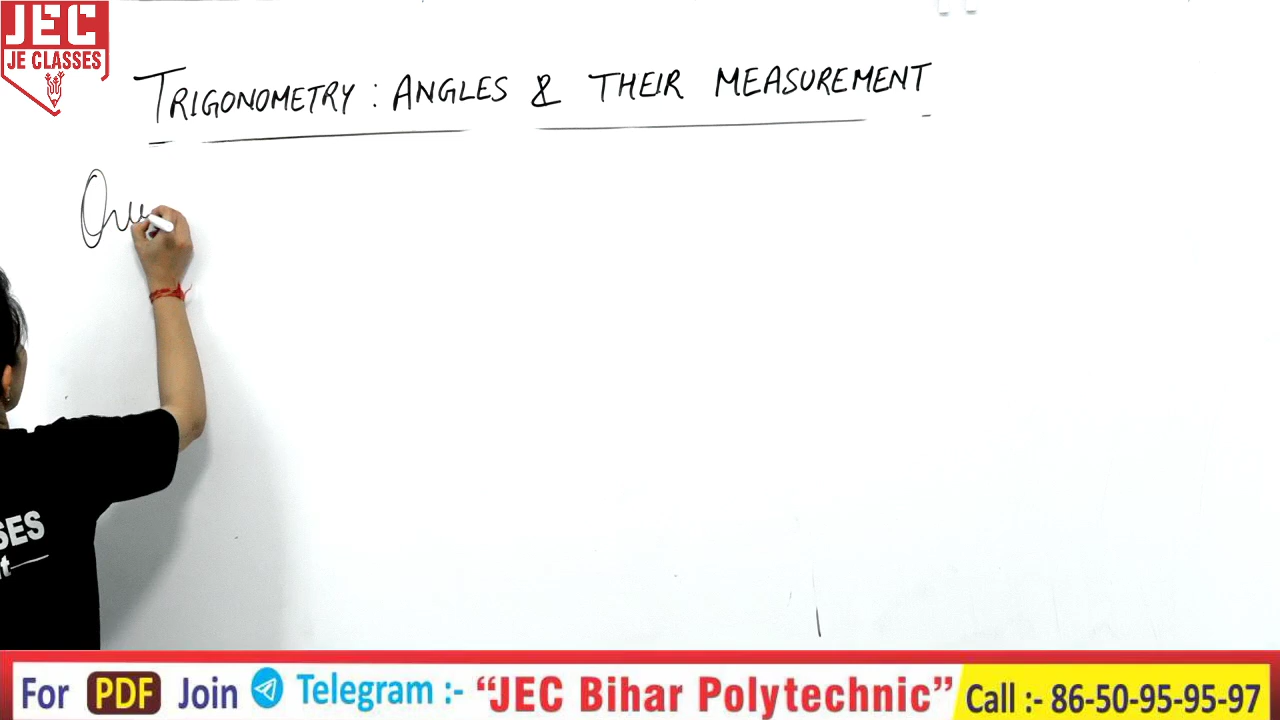 JEC
JE CLASSES
TRIGONOMETRY : ANGLES & THEIR MEASUREMENT
SES
For PDF Join Telegram :- “JEC Bihar Polytechnic”
Call :- 86-50-95-95-97